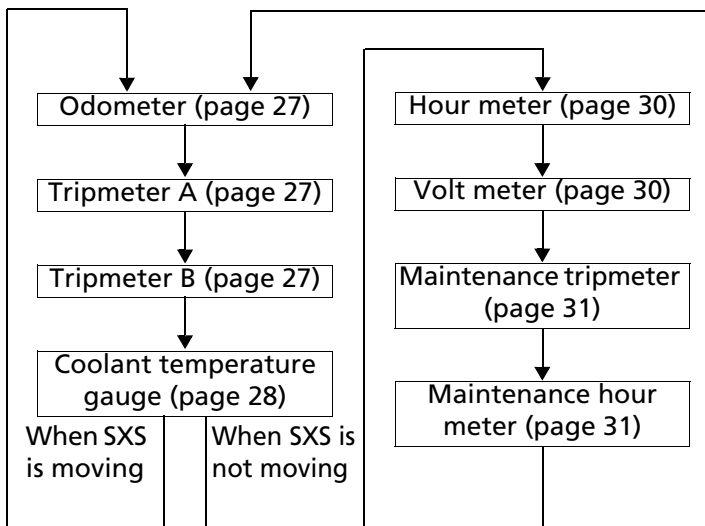 Odometer (page 27)
Tripmeter A (page 27)
Tripmeter B (page 27)
Coolant temperature
gauge (page 28)
When SXS
is moving
When SXS is
not moving
Hour meter (page 30)
Volt meter (page 30)
Maintenance tripmeter
(page 31)
Maintenance hour
meter (page 31)